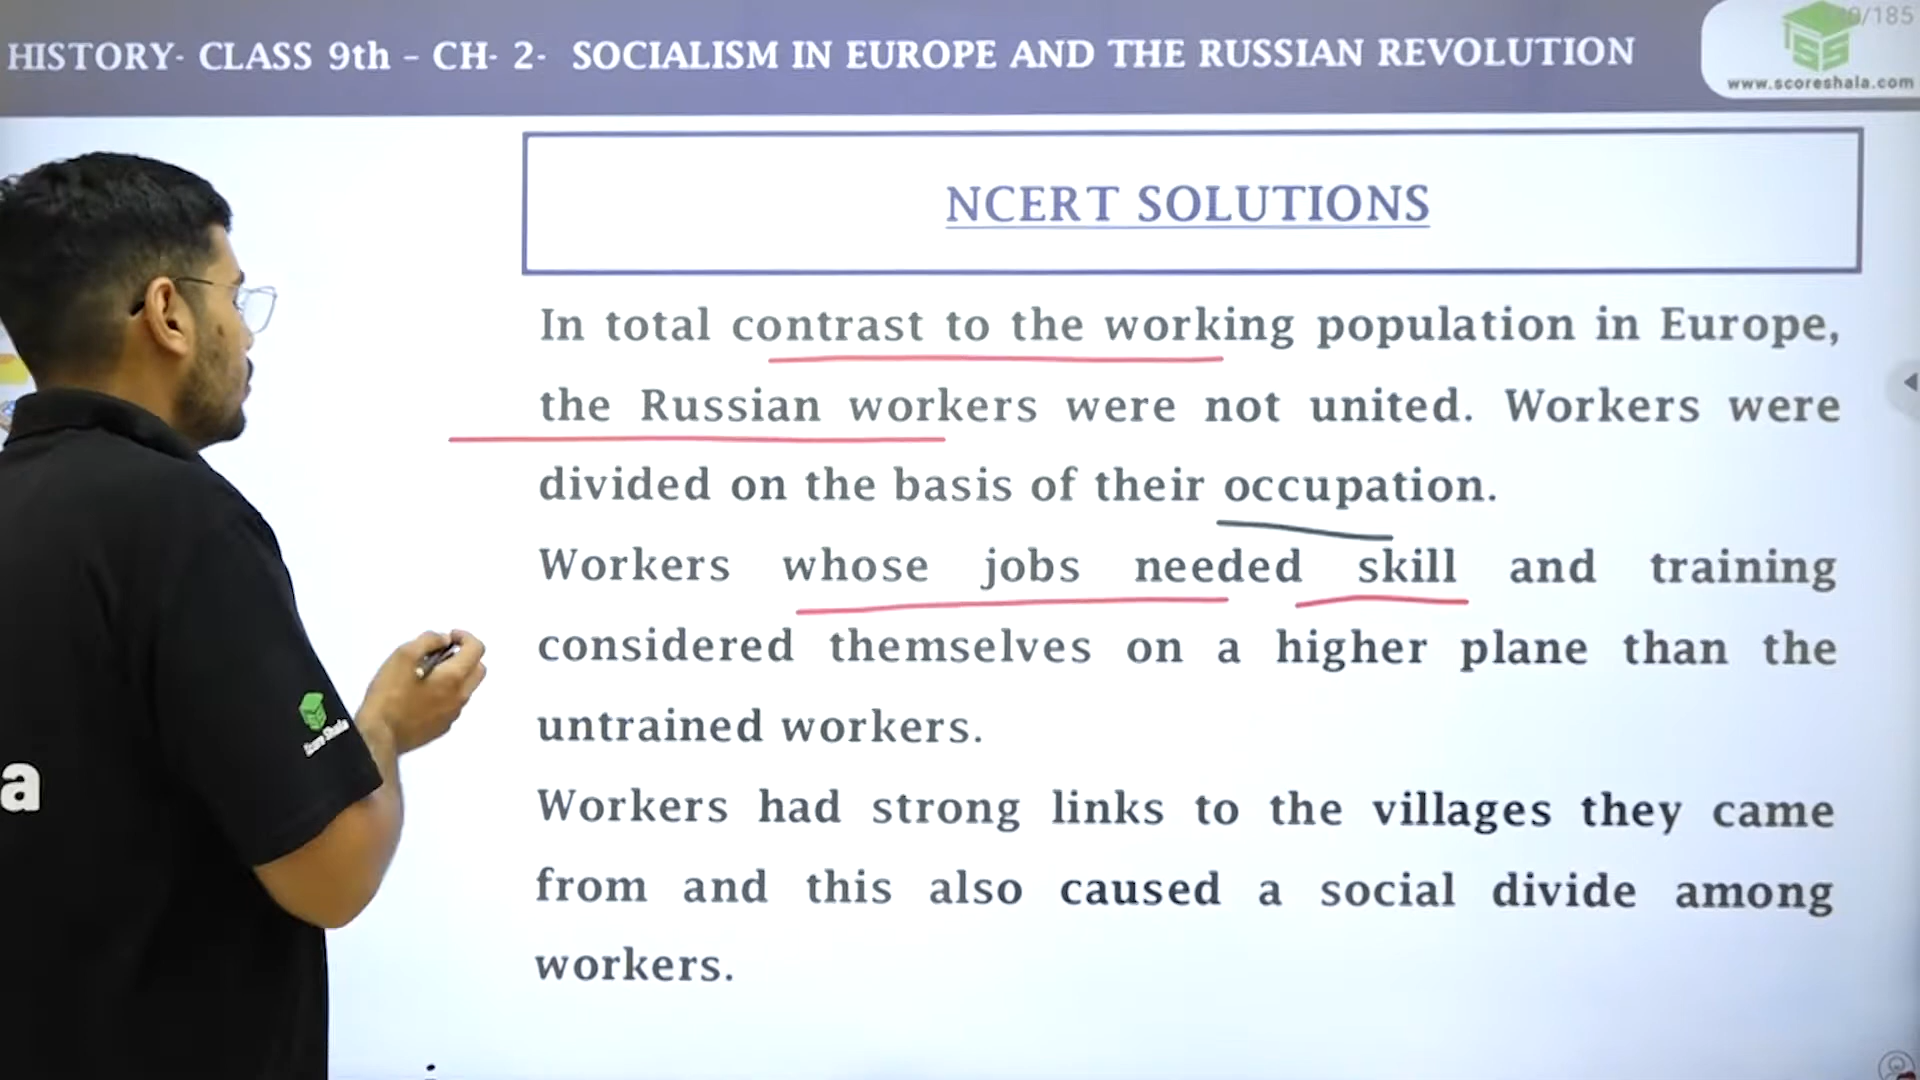 HISTORY- CLASS 9th – CH- 2- SOCIALISM IN EUROPE AND THE RUSSIAN REVOLUTION
/185
www.scoreshala.com
NCERT SOLUTIONS
In total contrast to the working population in Europe,
the Russian workers were not united. Workers were
divided on the basis of their occupation.
Workers whose jobs needed skill and training
considered themselves on a higher plane than the
untrained workers.
Workers had strong links to the villages they came
from and this also caused a social divide among
workers.
Score Shala
a